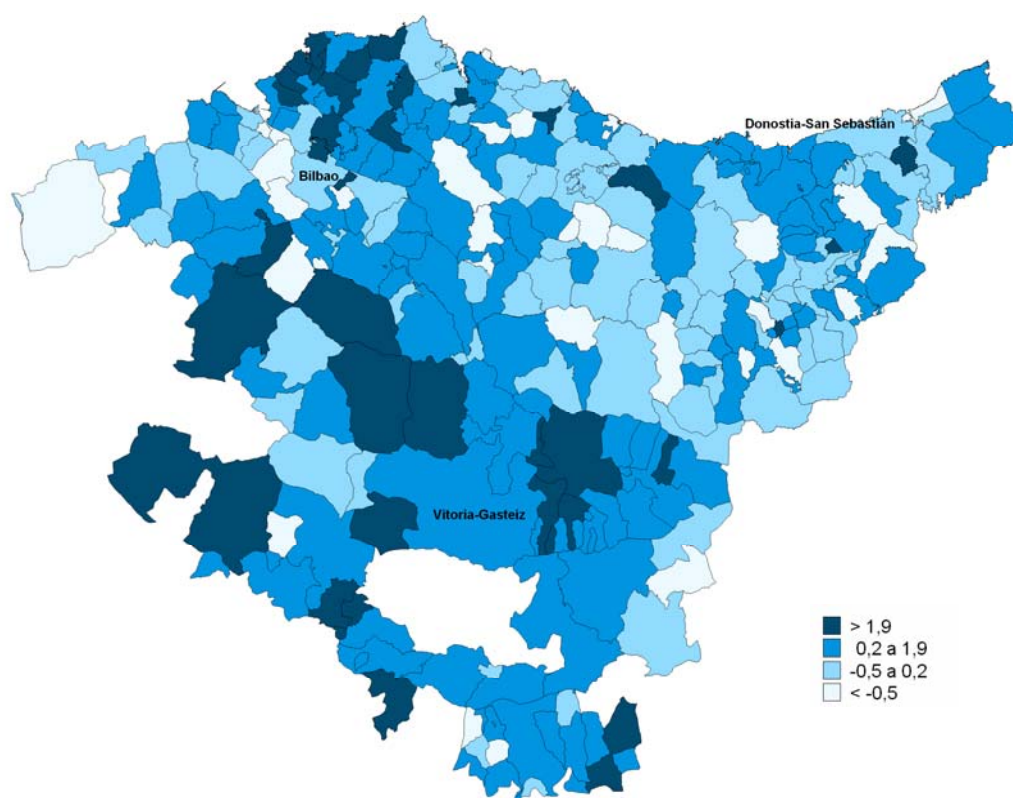 Donostia-San Sebastián
Bilbao
Vitoria-Gasteiz
> 1,9
0,2 a 1,9
-0,5 a 0,2
< -0,5